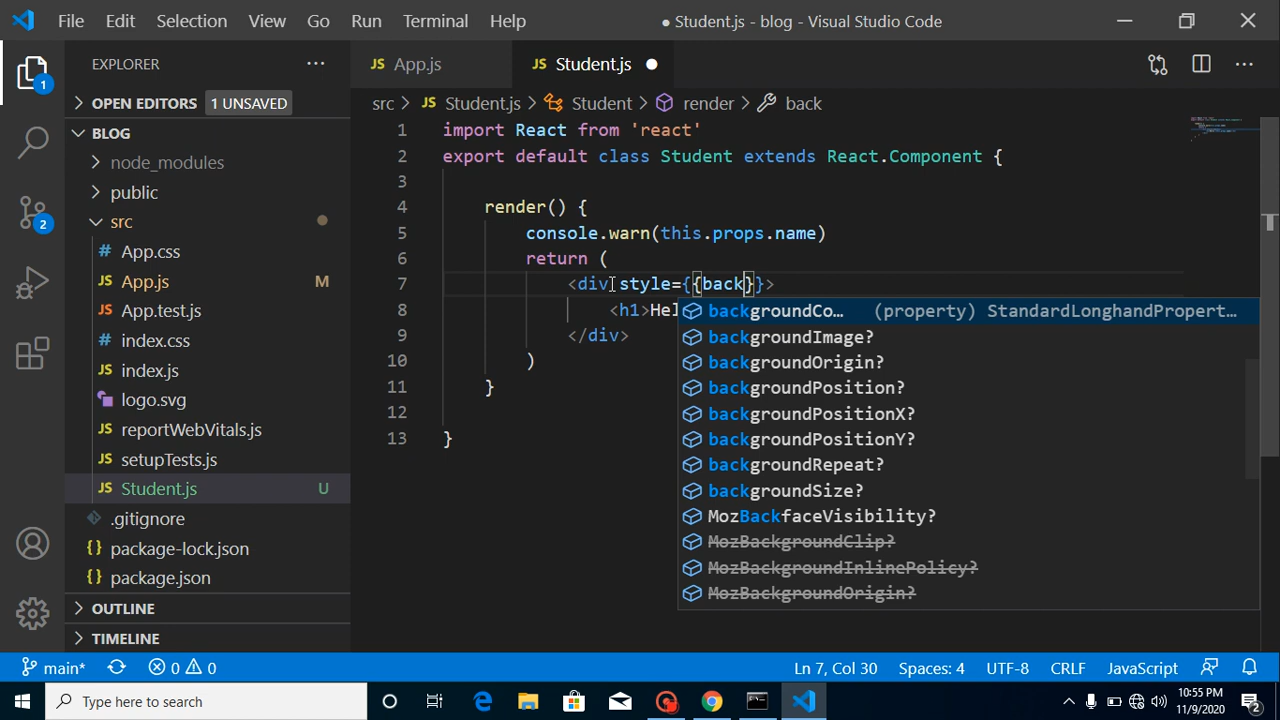 File Edit Selection View Go Run Terminal Help ● Student.js - blog - Visual Studio Code
EXPLORER
App.js Student.js
OPEN EDITORS 1 UNSAVED
src > Student.js > Student > render > back
BLOG
node_modules
public
src
App.css
App.js M
App.test.js
index.css
index.js
logo.svg
reportWebVitals.js
setupTests.js
Student.js U
.gitignore
package-lock.json
package.json
OUTLINE
TIMELINE
1 import React from 'react'
2 export default class Student extends React.Component {
3
4 render() {
5 console.warn(this.props.name)
6 return (
7 <div style={{back}}>
8 <h1>Hel
9 </div>
10 )
11 }
12
13 }
backgroundCo... (property) StandardLonghandPropert...
backgroundImage?
backgroundOrigin?
backgroundPosition?
backgroundPositionX?
backgroundPositionY?
backgroundRepeat?
backgroundSize?
MozBackfaceVisibility?
MozBackgroundClip?
MozBackgroundInlinePolicy?
MozBackgroundOrigin?
1
2
main* 0 0 Ln 7, Col 30 Spaces: 4 UTF-8 CRLF JavaScript
Type here to search
10:55 PM
11/9/2020
2